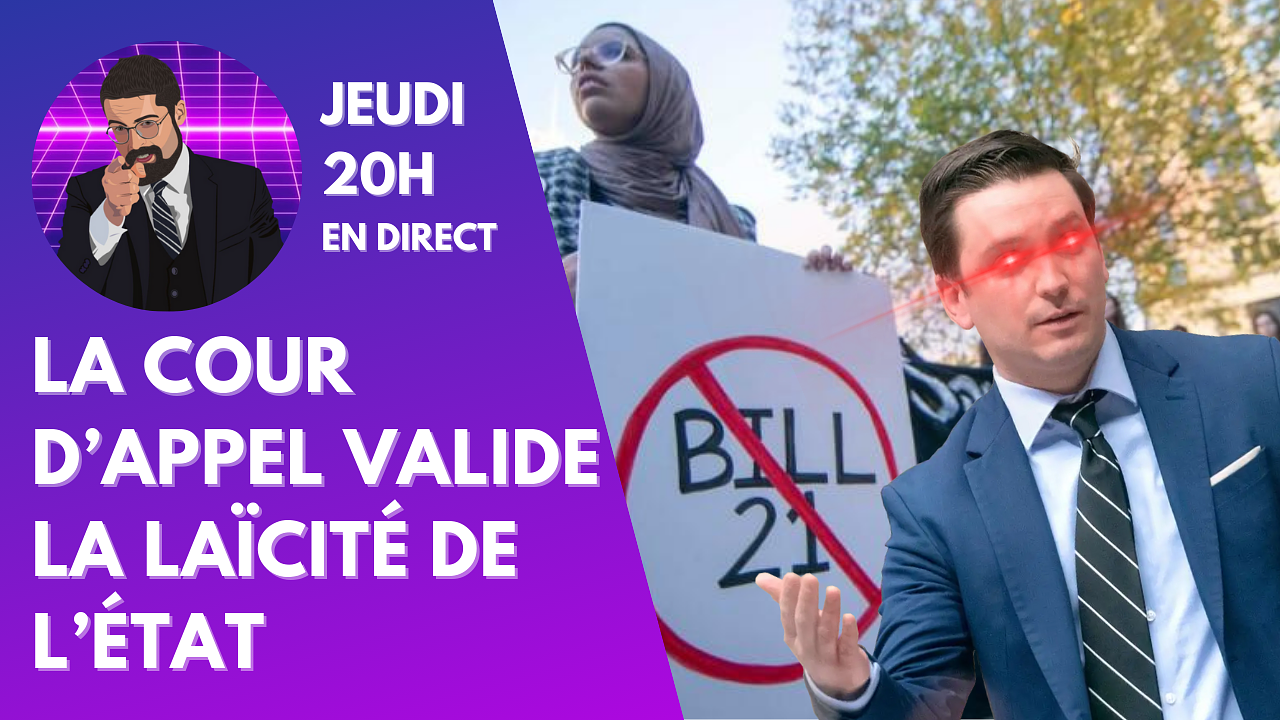 JEUDI
20H
EN DIRECT
LA COUR
D’APPEL VALIDE
LA LAÏCITÉ DE
L’ÉTAT
BILL
21